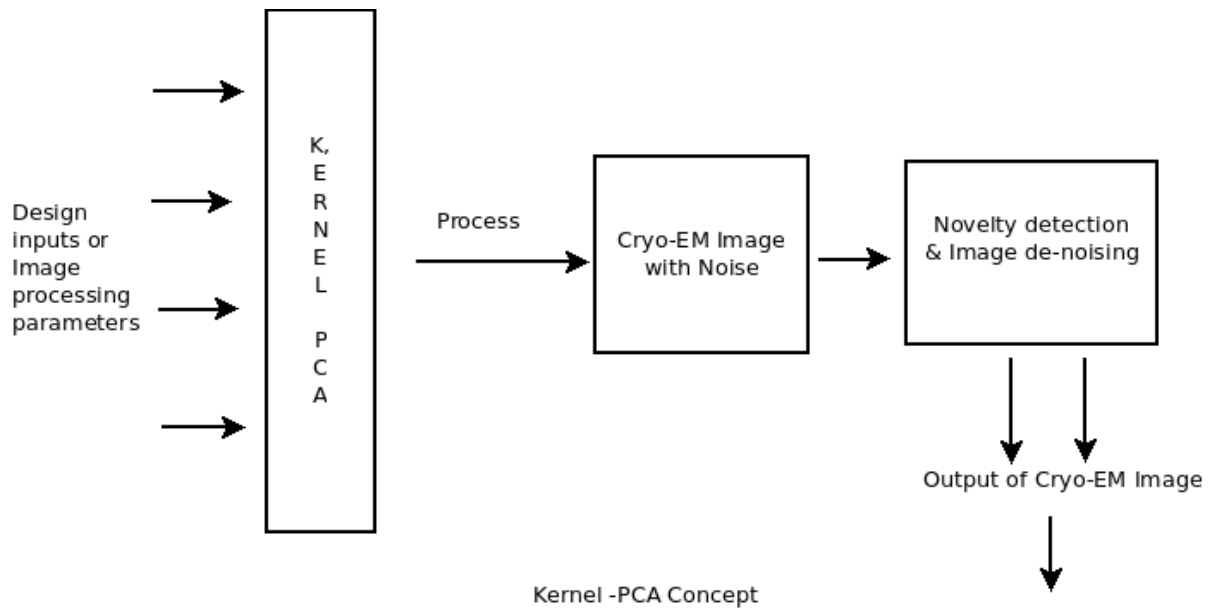 Design
inputs or
Image
processing
parameters
K,
E
R
N
E
L
P
C
A
Process
Cryo-EM Image
with Noise
Novelty detection
& Image de-noising
Output of Cryo-EM Image
Kernel -PCA Concept